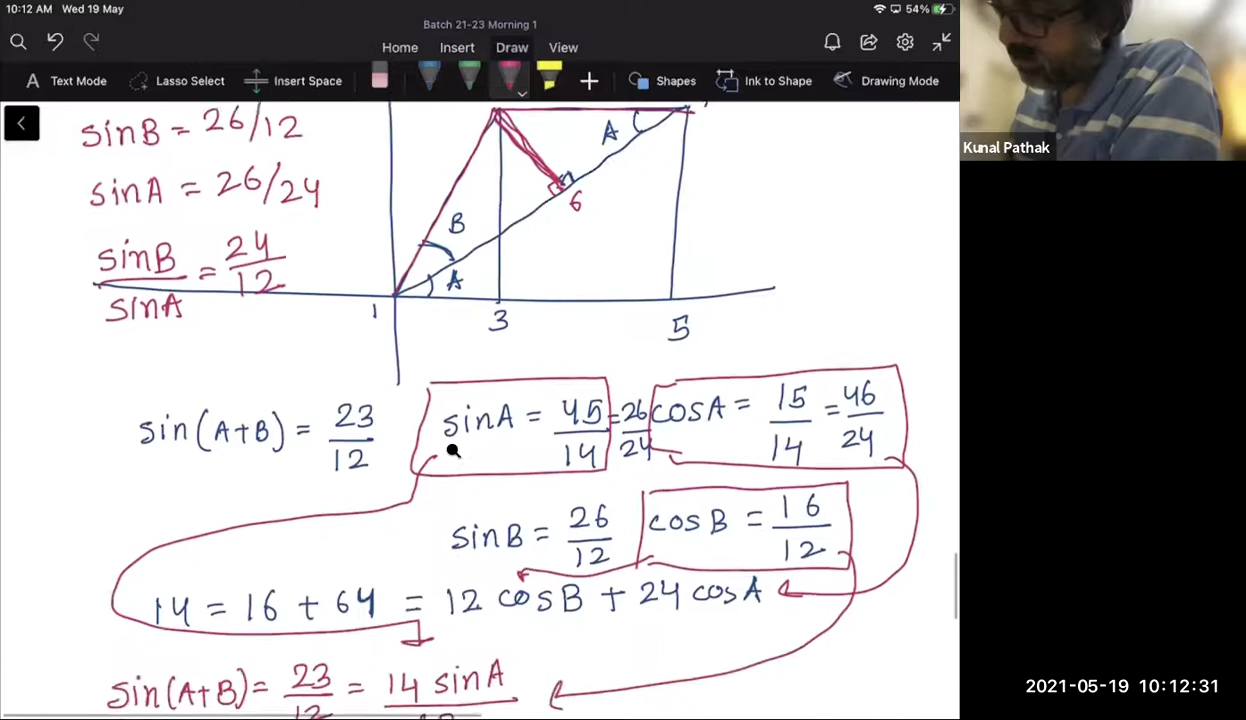 10:12 AM Wed 19 May
54%
Batch 21-23 Morning 1
Home Insert Draw View
A Text Mode Lasso Select Insert Space Shapes Ink to Shape Drawing Mode
Kunal Pathak
sinB = 26/12
sinA = 26/24
sinB/sinA = 24/12
A
6
B
A
1 3 5
sin(A+B) = 23/12 sinA = 45/14 = 26/24 cosA = 15/14 = 46/24
sinB = 26/12 cosB = 16/12
14 = 16 + 64 = 12 cosB + 24 cosA
sin(A+B) = 23/12 = 14 sinA
2021-05-19 10:12:31